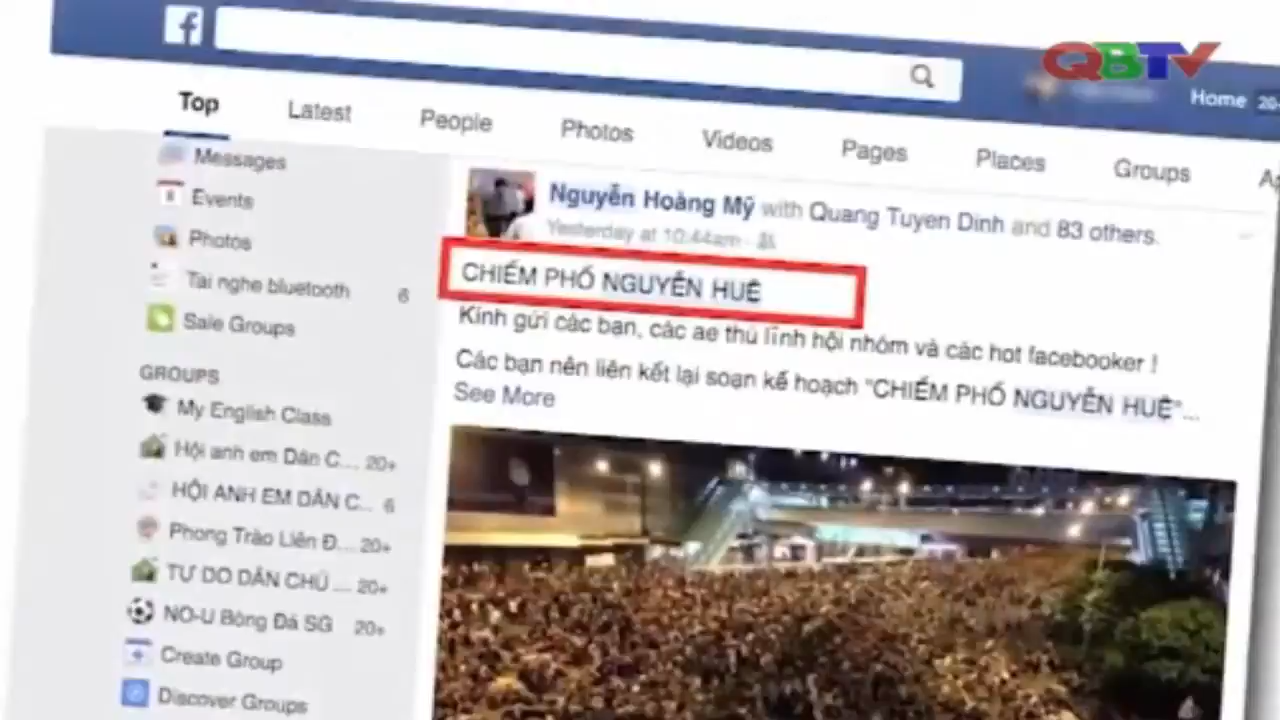 QBTV
Home 20+
Top Latest People Photos Videos Pages Places Groups
Messages
Events
Photos
Tai nghe bluetooth 6
Sale Groups
GROUPS
My English Class
Hội anh em Dân C... 20+
HỘI ANH EM DÂN C... 6
Phong Trào Liên Đ... 20+
TỰ DO DÂN CHỦ ... 20+
NO-U Bóng Đá SG 20+
Create Group
Discover Groups
Nguyễn Hoàng Mỹ with Quang Tuyen Dinh and 83 others.
Yesterday at 10:44am
CHIẾM PHỐ NGUYỄN HUỆ
Kính gửi các bạn, các ae thủ lĩnh hội nhóm và các hot facebooker !
Các bạn nên liên kết lại soạn kế hoạch "CHIẾM PHỐ NGUYỄN HUỆ"...
See More